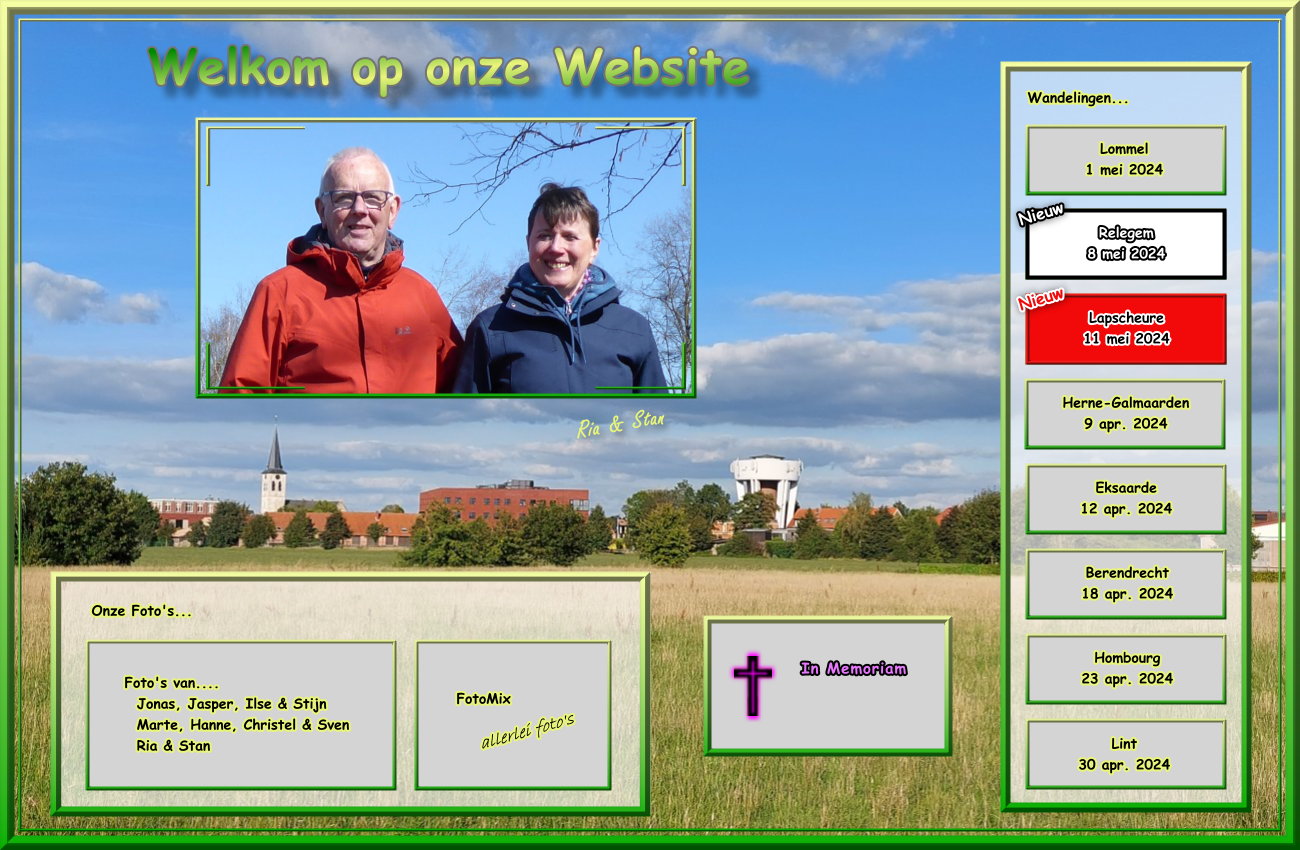 Welkom op onze Website
Ria & Stan
Wandelingen...
Lommel
1 mei 2024
Nieuw
Relegem
8 mei 2024
Nieuw
Lapscheure
11 mei 2024
Herne-Galmaarden
9 apr. 2024
Eksaarde
12 apr. 2024
Berendrecht
18 apr. 2024
Hombourg
23 apr. 2024
Lint
30 apr. 2024
Onze Foto's...
Foto's van....
Jonas, Jasper, Ilse & Stijn
Marte, Hanne, Christel & Sven
Ria & Stan
FotoMix
allerlei foto's
In Memoriam